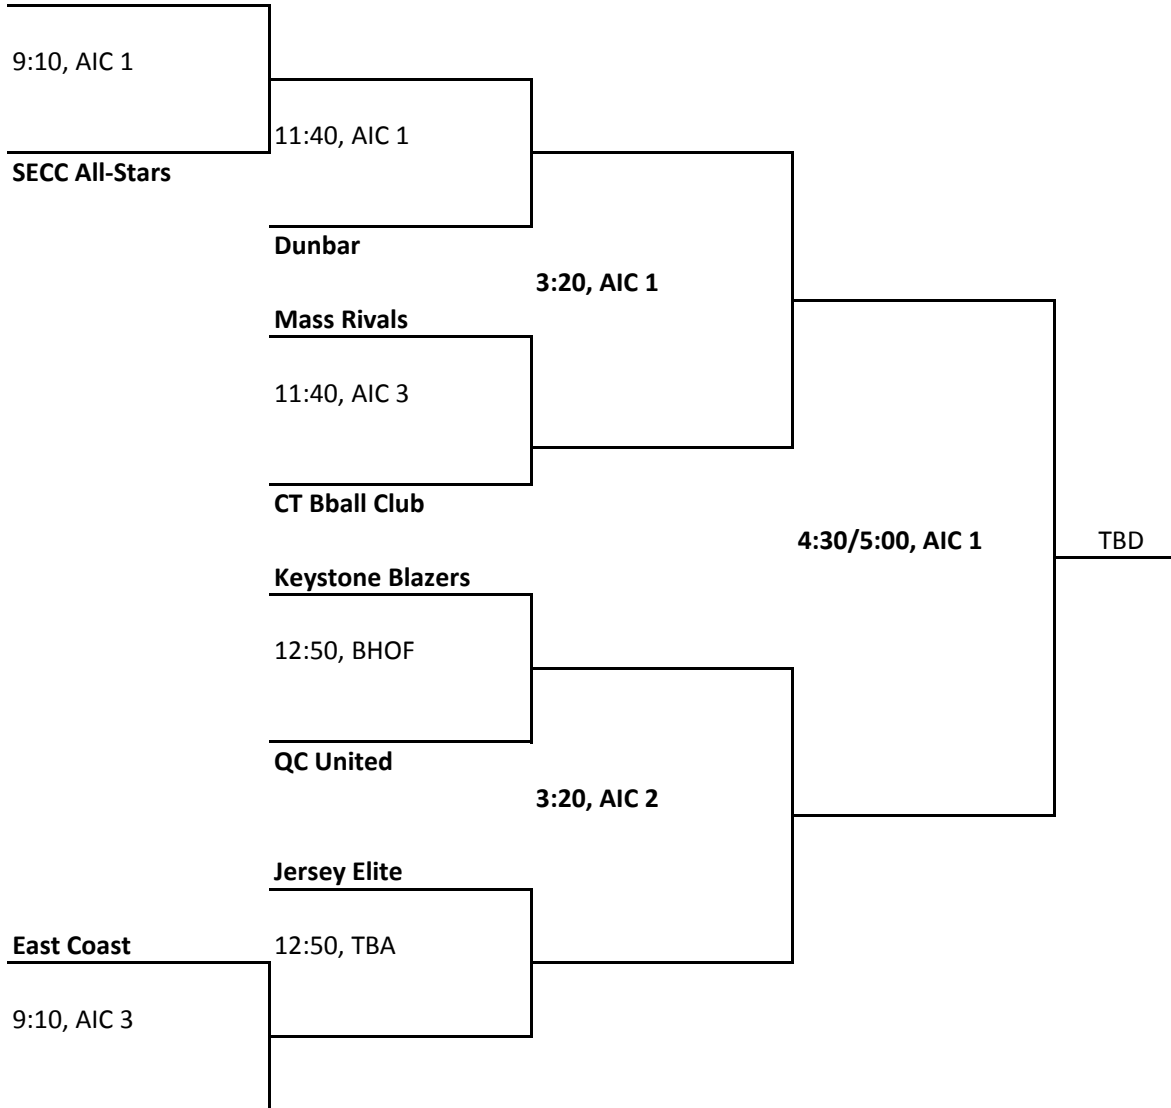 9:10, AIC 1
11:40, AIC 1
SECC All-Stars
Dunbar
3:20, AIC 1
Mass Rivals
11:40, AIC 3
CT Bball Club
4:30/5:00, AIC 1
TBD
Keystone Blazers
12:50, BHOF
QC United
3:20, AIC 2
Jersey Elite
East Coast
12:50, TBA
9:10, AIC 3